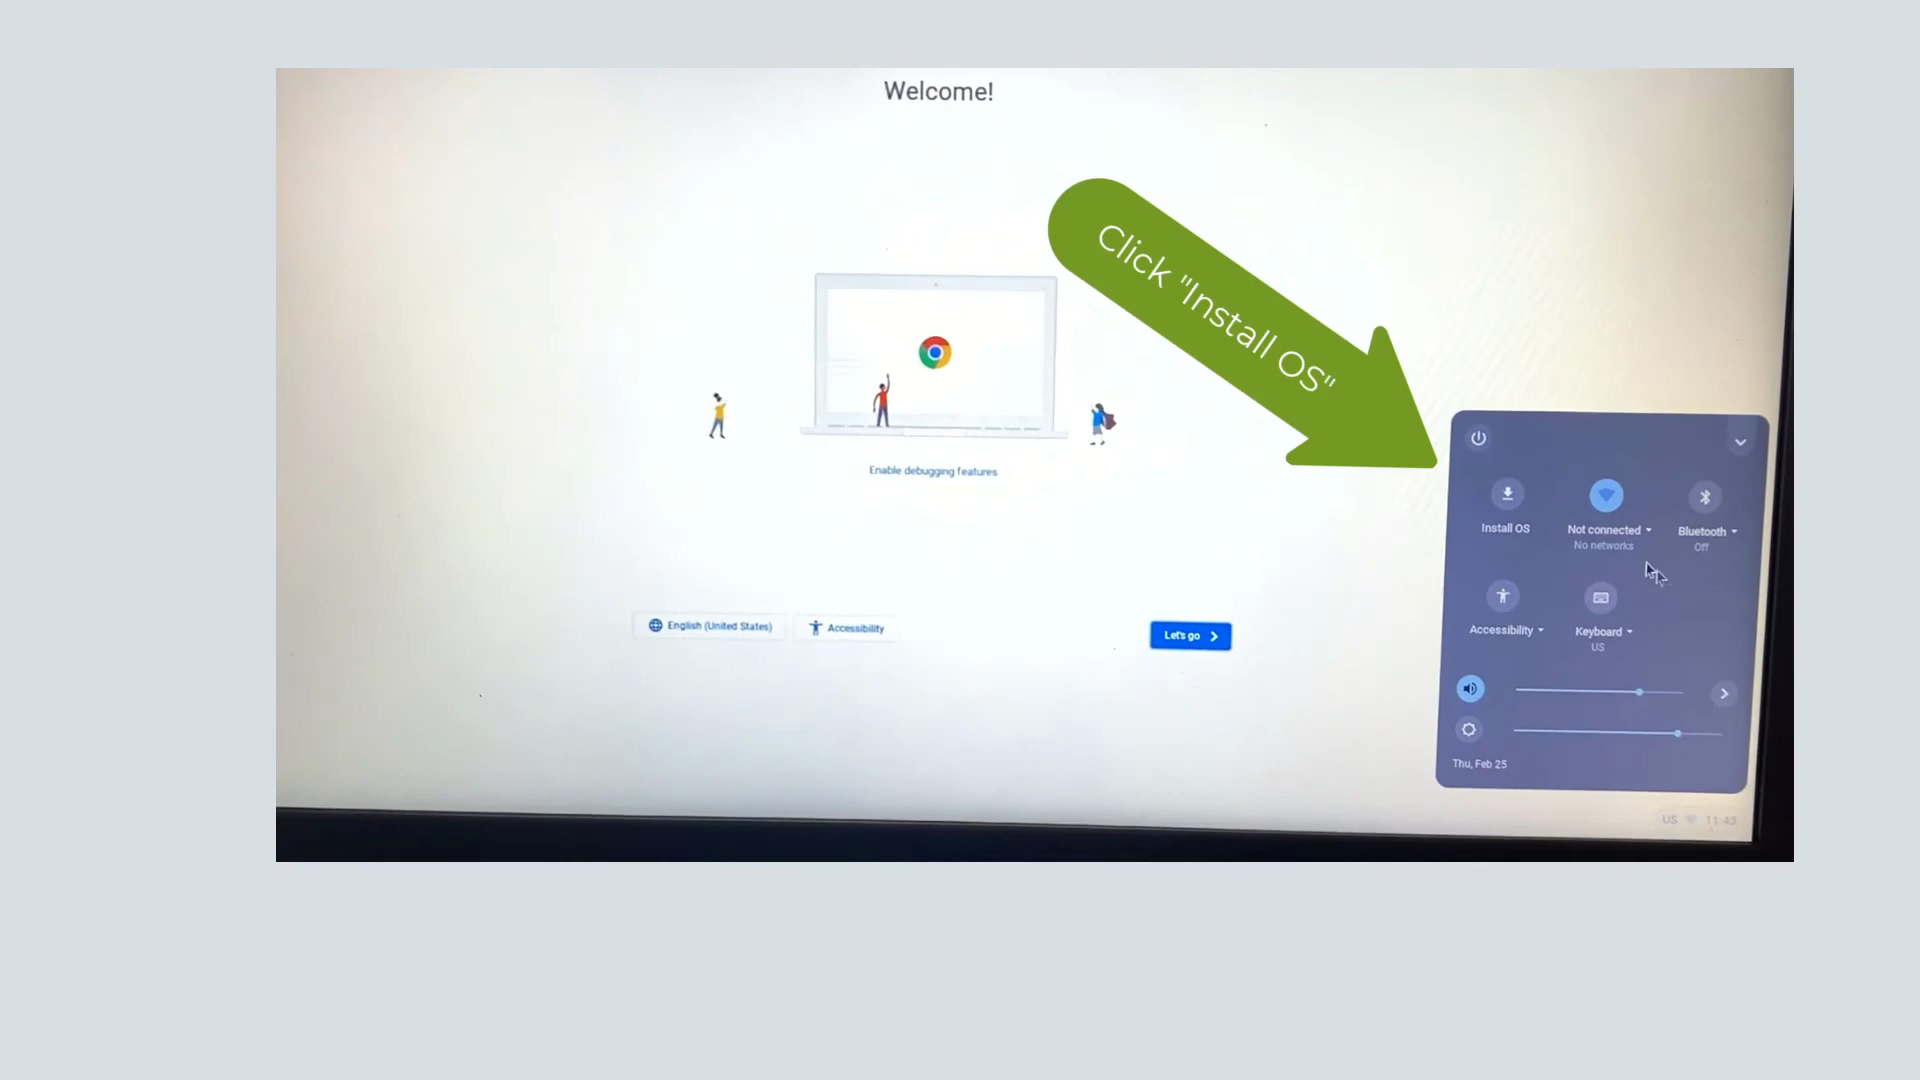 Welcome!
Click "Install OS"
Enable debugging features
English (United States)
Accessibility
Let's go
Install OS
Not connected
No networks
Bluetooth
Off
Accessibility
Keyboard
US
Thu, Feb 25
US 11:43